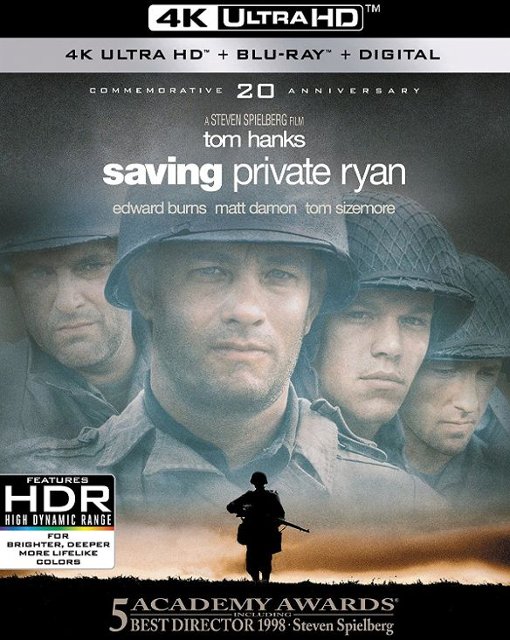 4K ULTRA HD
4K ULTRA HD™ + BLU-RAY™ + DIGITAL
COMMEMORATIVE 20 ANNIVERSARY
A STEVEN SPIELBERG FILM
tom hanks
saving private ryan
edward burns matt damon tom sizemore
FEATURES
HDR
HIGH DYNAMIC RANGE
FOR
BRIGHTER, DEEPER
MORE LIFELIKE
COLORS
5 ACADEMY AWARDS®
INCLUDING
BEST DIRECTOR 1998 · Steven Spielberg